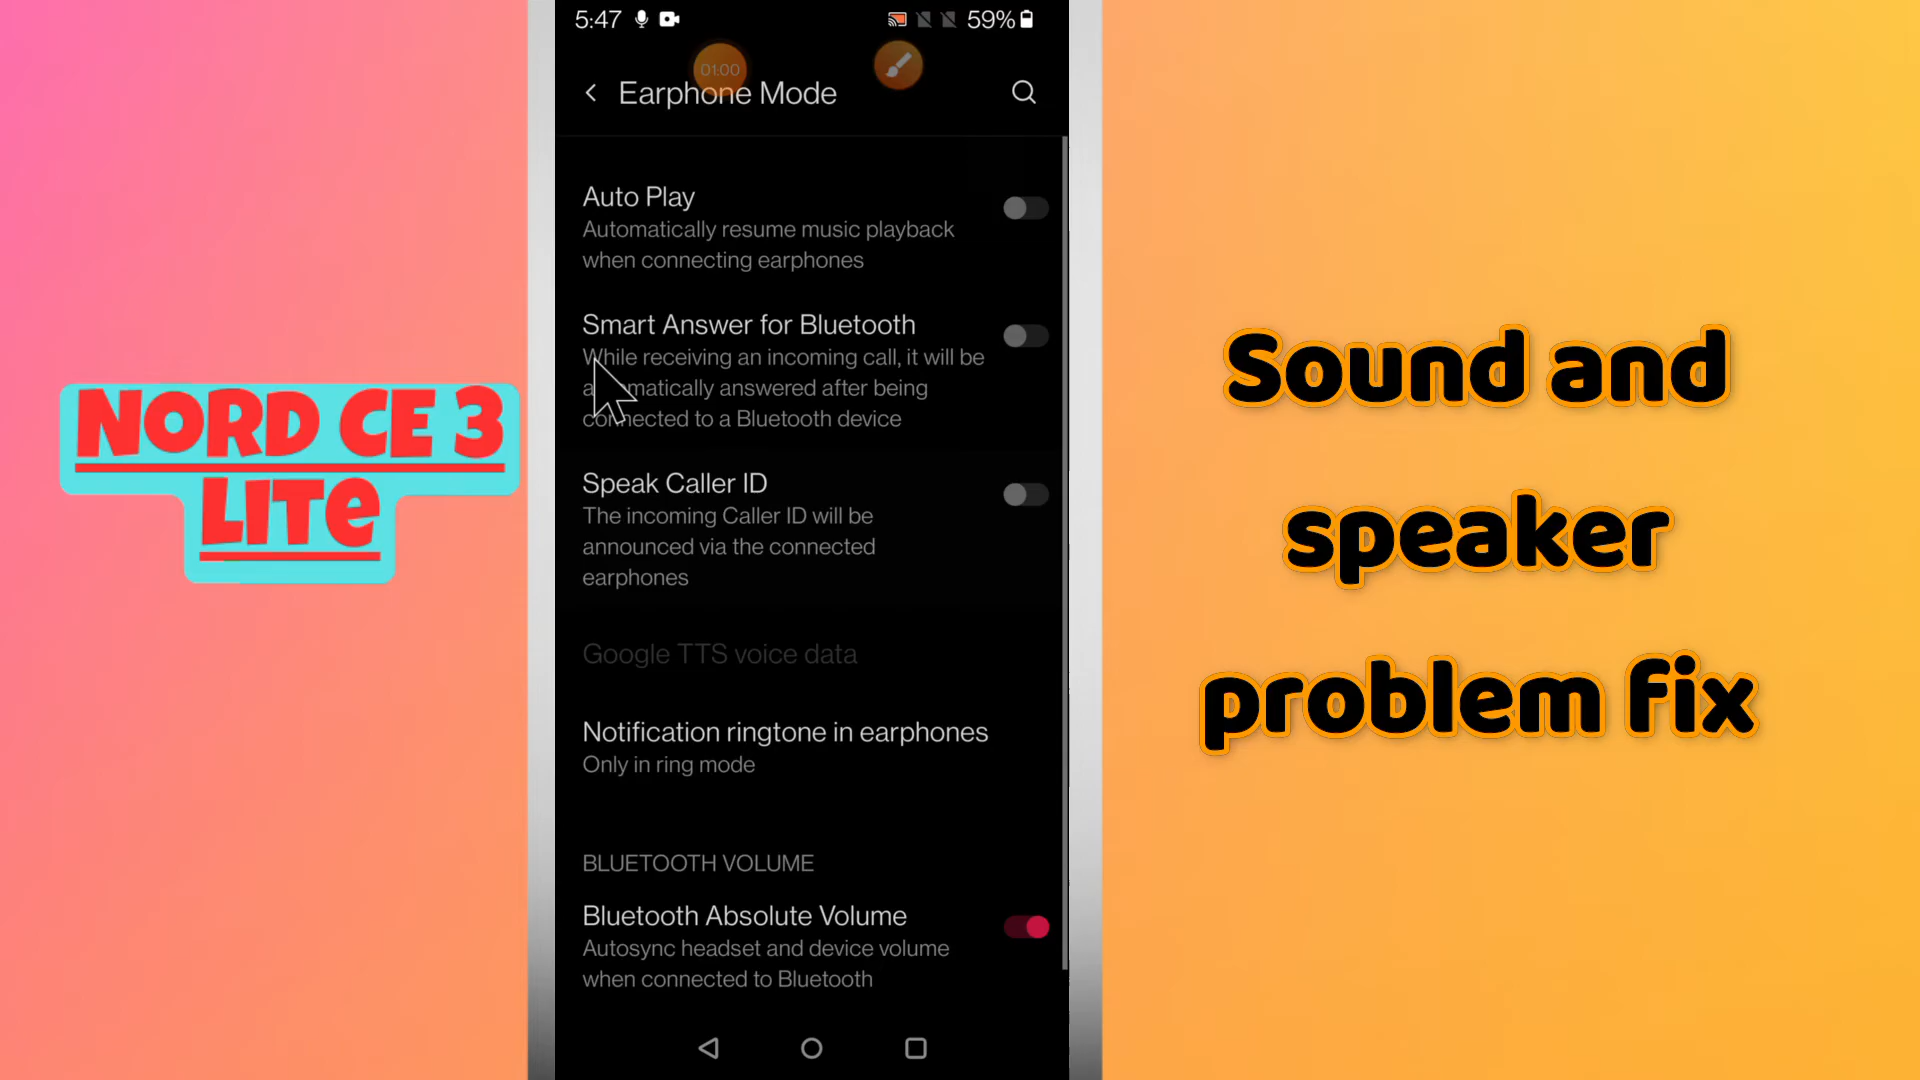 NORD CE 3
LITe
5:47
59%
01:00
Earphone Mode
Auto Play
Automatically resume music playback
when connecting earphones
Smart Answer for Bluetooth
While receiving an incoming call, it will be
automatically answered after being
connected to a Bluetooth device
Speak Caller ID
The incoming Caller ID will be
announced via the connected
earphones
Google TTS voice data
Notification ringtone in earphones
Only in ring mode
BLUETOOTH VOLUME
Bluetooth Absolute Volume
Autosync headset and device volume
when connected to Bluetooth
Sound and
speaker
problem fix